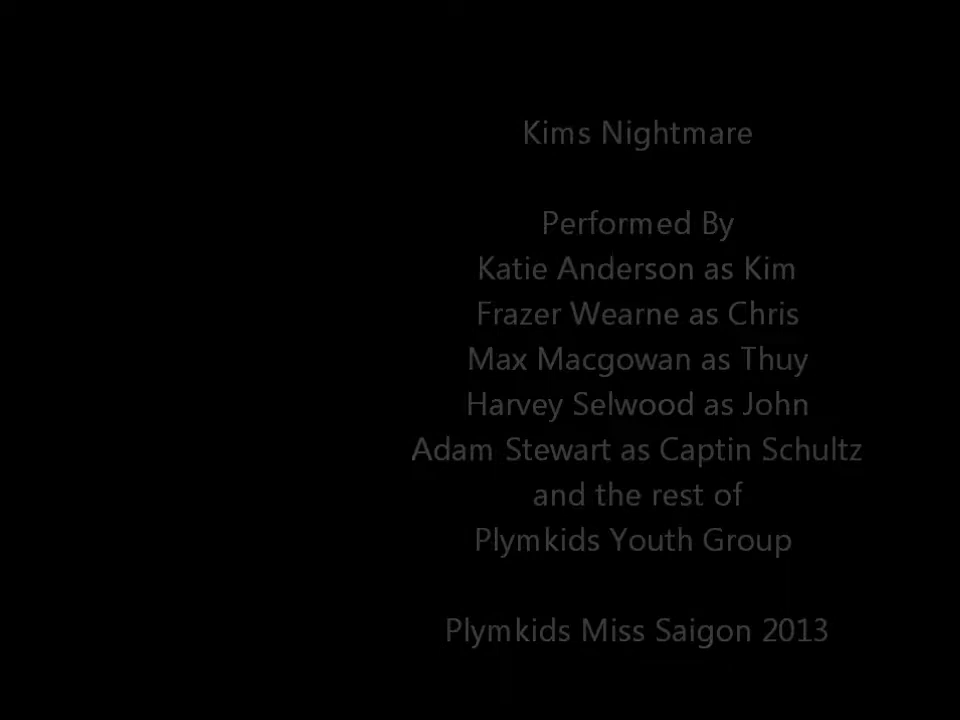 Kims Nightmare
Performed By
Katie Anderson as Kim
Frazer Wearne as Chris
Max Macgowan as Thuy
Harvey Selwood as John
Adam Stewart as Captin Schultz
and the rest of
Plymkids Youth Group
Plymkids Miss Saigon 2013